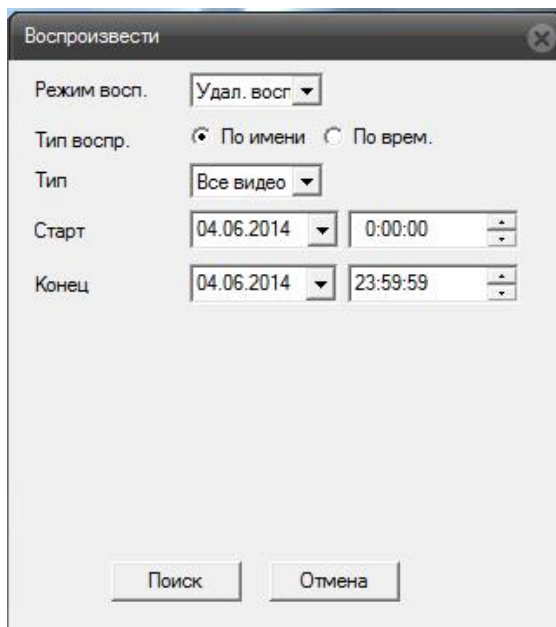 Воспроизвести
Режим восп. Удал. восп
Тип воспр. По имени По врем.
Тип Все видео
Старт 04.06.2014 0:00:00
Конец 04.06.2014 23:59:59
Поиск Отмена